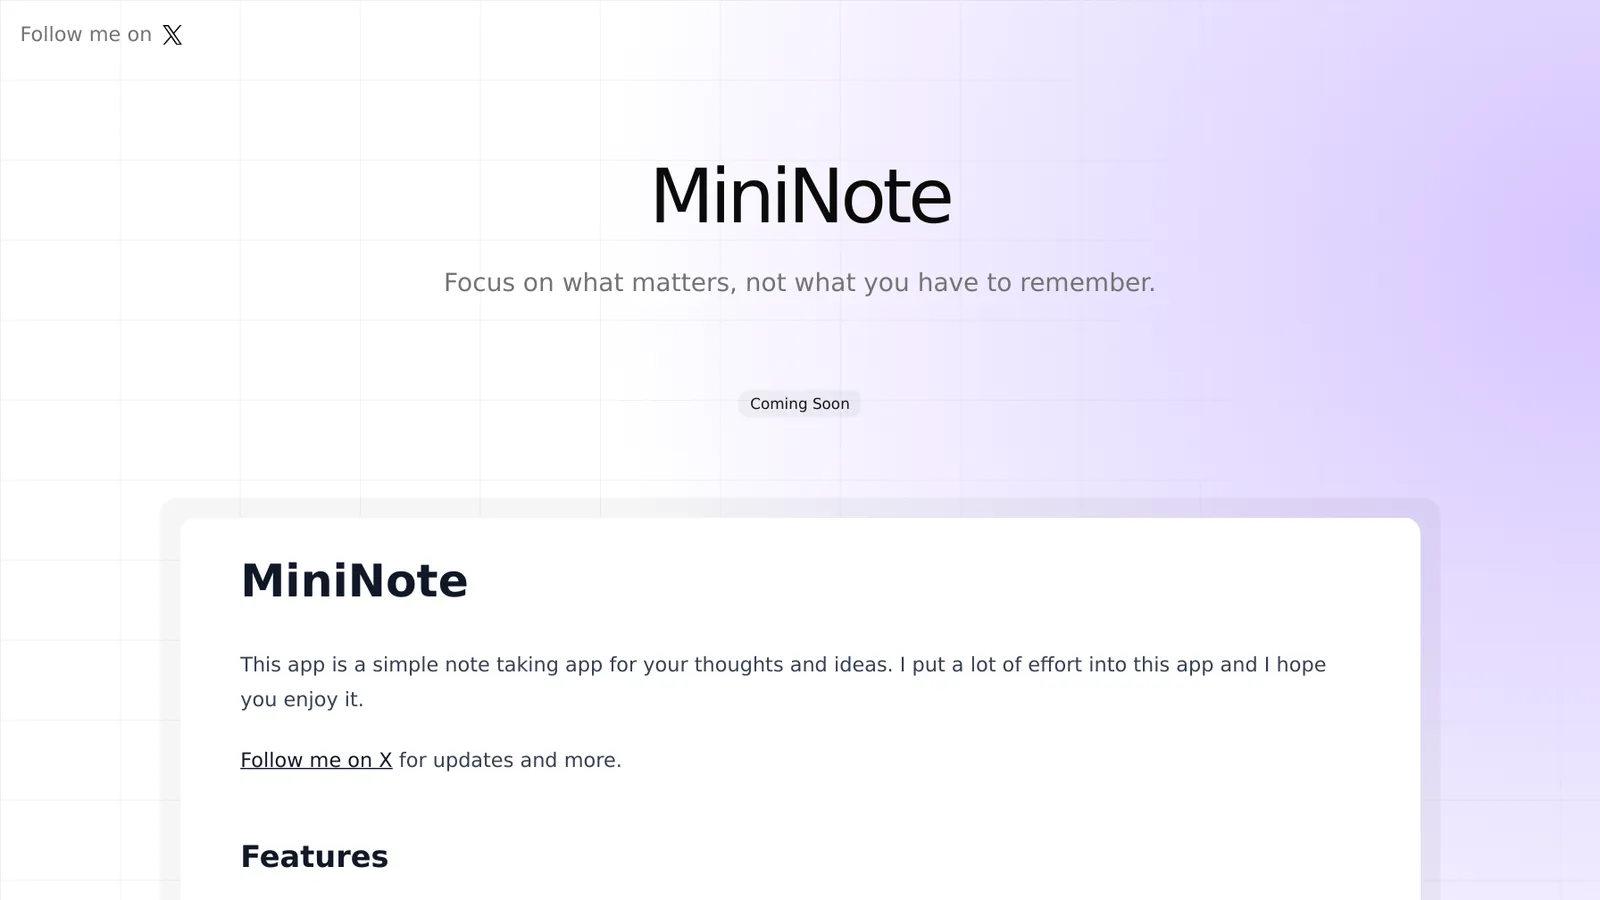 Follow me on X
MiniNote
Focus on what matters, not what you have to remember.
Coming Soon
MiniNote
This app is a simple note taking app for your thoughts and ideas. I put a lot of effort into this app and I hope
you enjoy it.
Follow me on X for updates and more.
Features